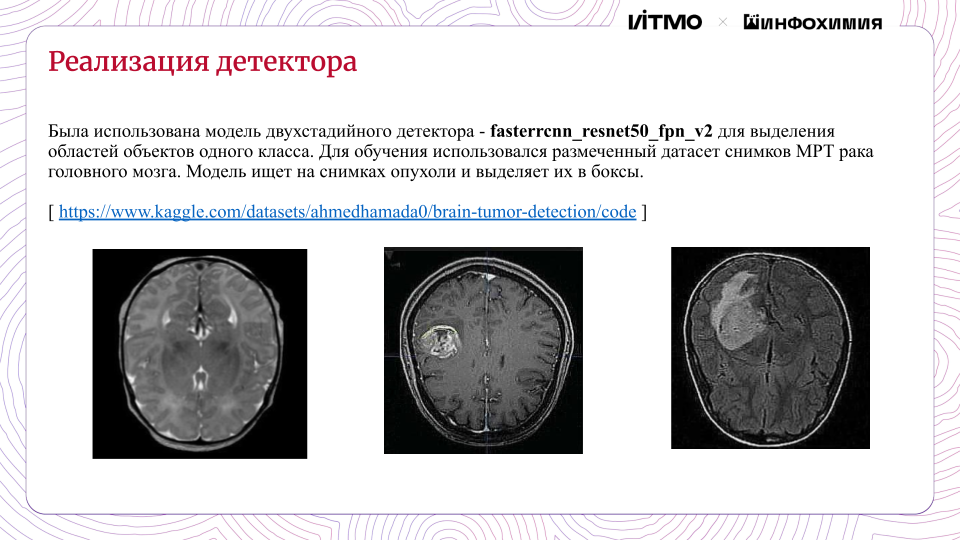 ИТМО × ИНФОХИМИЯ
Реализация детектора
Была использована модель двухстадийного детектора - fasterrcnn_resnet50_fpn_v2 для выделения
областей объектов одного класса. Для обучения использовался размеченный датасет снимков МРТ рака
головного мозга. Модель ищет на снимках опухоли и выделяет их в боксы.
[ https://www.kaggle.com/datasets/ahmedhamada0/brain-tumor-detection/code ]